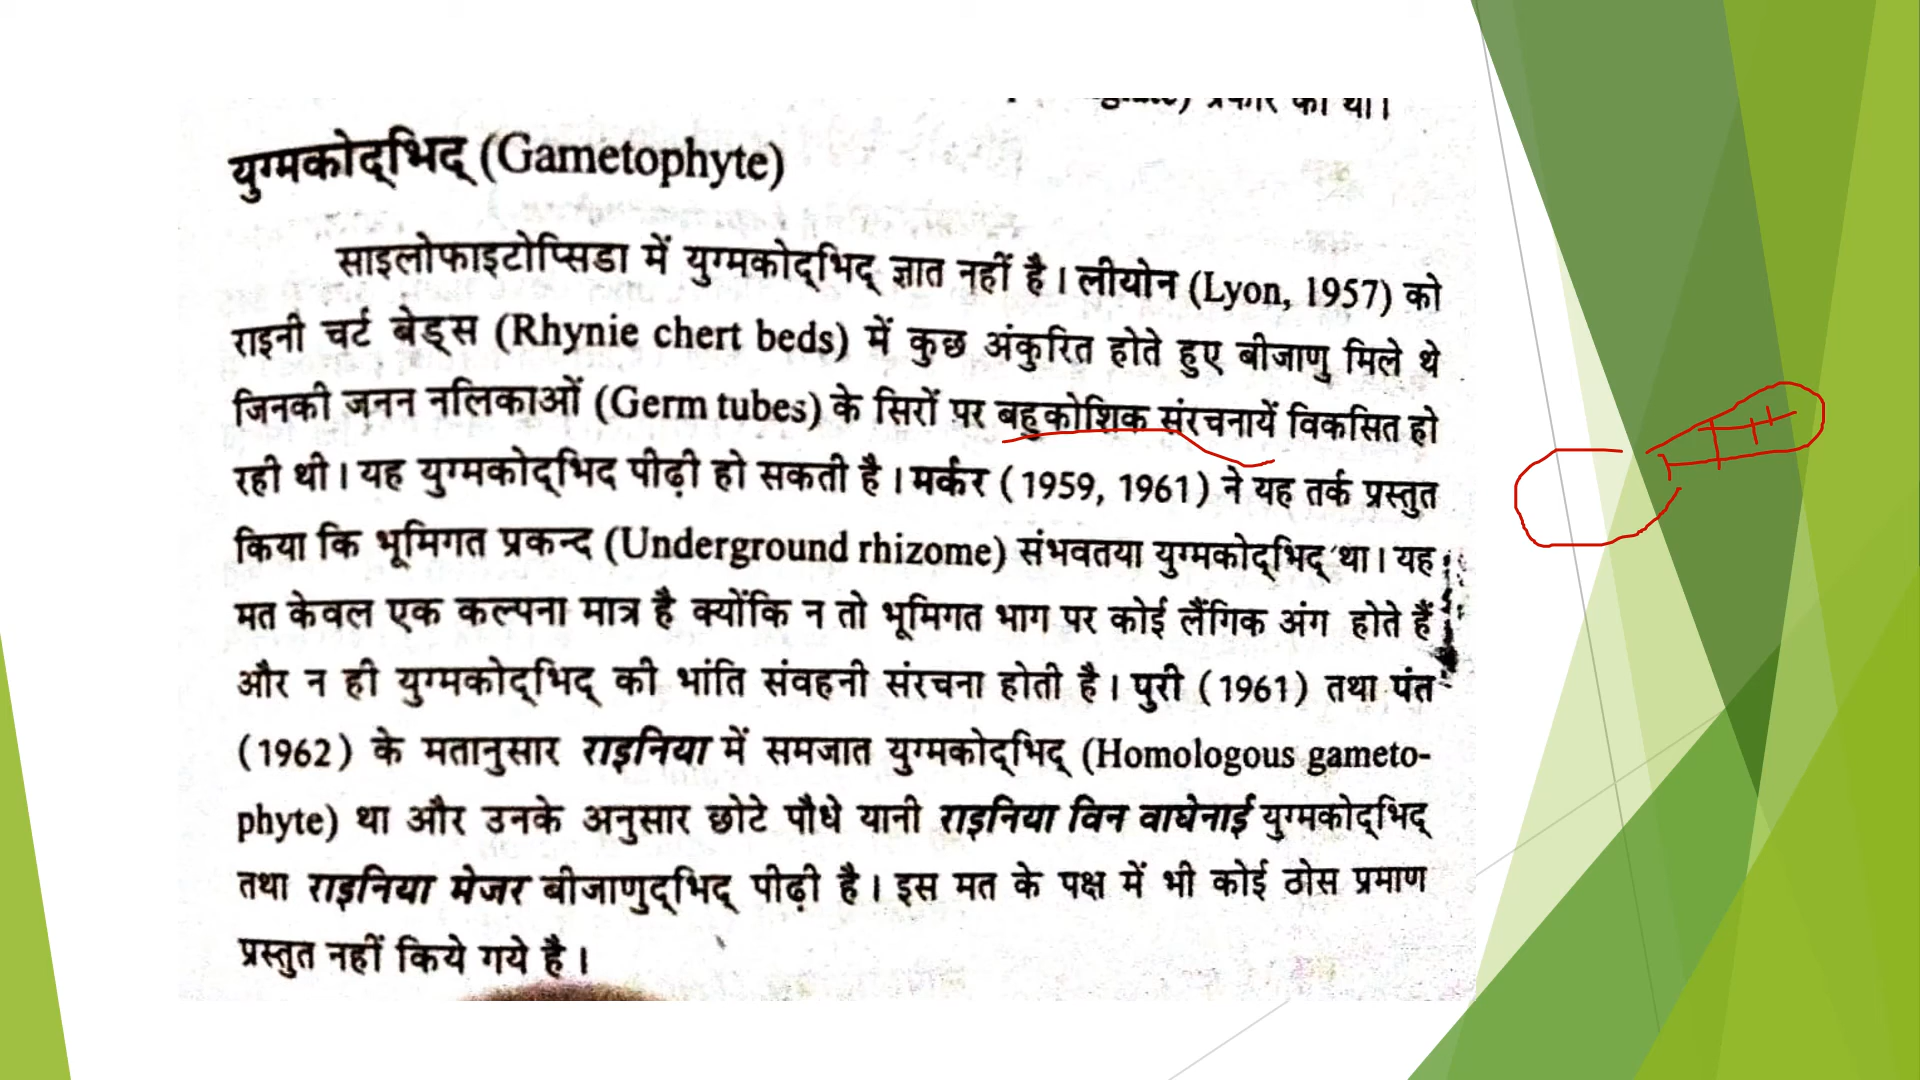 प्रकार का था।
युग्मकोद्भिद् (Gametophyte)
साइलोफाइटोप्सिडा में युग्मकोद्भिद् ज्ञात नहीं है। लीयोन (Lyon, 1957) को
राइनी चर्ट बेड्स (Rhynie chert beds) में कुछ अंकुरित होते हुए बीजाणु मिले थे
जिनकी जनन नलिकाओं (Germ tubes) के सिरों पर बहुकोशिक संरचनायें विकसित हो
रही थी। यह युग्मकोद्भिद पीढ़ी हो सकती है। मर्कर (1959, 1961) ने यह तर्क प्रस्तुत
किया कि भूमिगत प्रकन्द (Underground rhizome) संभवतया युग्मकोद्भिद् था। यह
मत केवल एक कल्पना मात्र है क्योंकि न तो भूमिगत भाग पर कोई लैंगिक अंग होते हैं
और न ही युग्मकोद्भिद् की भांति संवहनी संरचना होती है। पुरी (1961) तथा पंत
(1962) के मतानुसार राइनिया में समजात युग्मकोद्भिद् (Homologous gameto-
phyte) था और उनके अनुसार छोटे पौधे यानी राइनिया विन वाघेनाई युग्मकोद्भिद्
तथा राइनिया मेजर बीजाणुद्भिद् पीढ़ी है। इस मत के पक्ष में भी कोई ठोस प्रमाण
प्रस्तुत नहीं किये गये है।